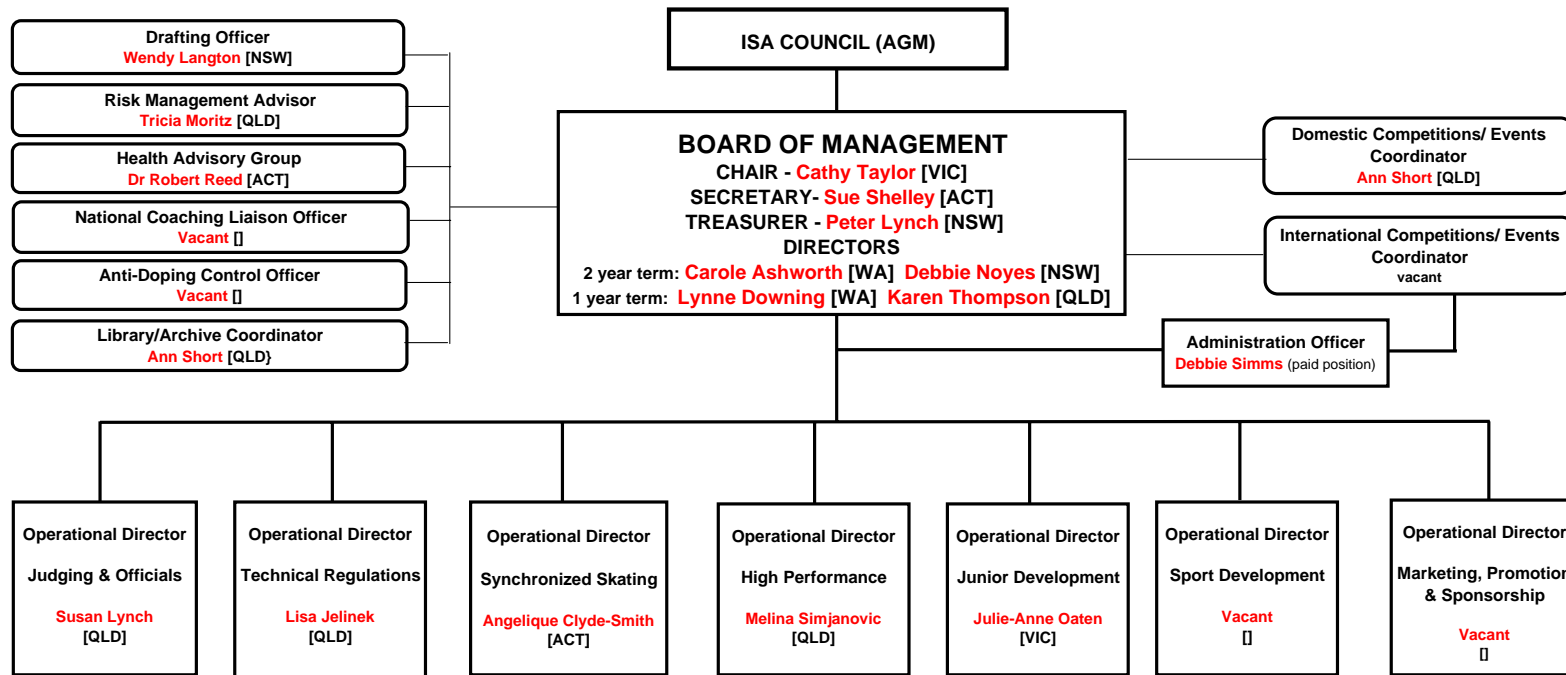 Drafting Officer
Wendy Langton [NSW]
Risk Management Advisor
Tricia Moritz [QLD]
Health Advisory Group
Dr Robert Reed [ACT]
National Coaching Liaison Officer
Vacant []
Anti-Doping Control Officer
Vacant []
Library/Archive Coordinator
Ann Short [QLD}
ISA COUNCIL (AGM)
BOARD OF MANAGEMENT
CHAIR - Cathy Taylor [VIC]
SECRETARY- Sue Shelley [ACT]
TREASURER - Peter Lynch [NSW]
DIRECTORS
2 year term: Carole Ashworth [WA] Debbie Noyes [NSW]
1 year term: Lynne Downing [WA] Karen Thompson [QLD]
Domestic Competitions/ Events
Coordinator
Ann Short [QLD]
International Competitions/ Events
Coordinator
vacant
Administration Officer
Debbie Simms (paid position)
Operational Director
Judging & Officials
Susan Lynch
[QLD]
Operational Director
Technical Regulations
Lisa Jelinek
[QLD]
Operational Director
Synchronized Skating
Angelique Clyde-Smith
[ACT]
Operational Director
High Performance
Melina Simjanovic
[QLD]
Operational Director
Junior Development
Julie-Anne Oaten
[VIC]
Operational Director
Sport Development
Vacant
[]
Operational Director
Marketing, Promotion
& Sponsorship
Vacant
[]